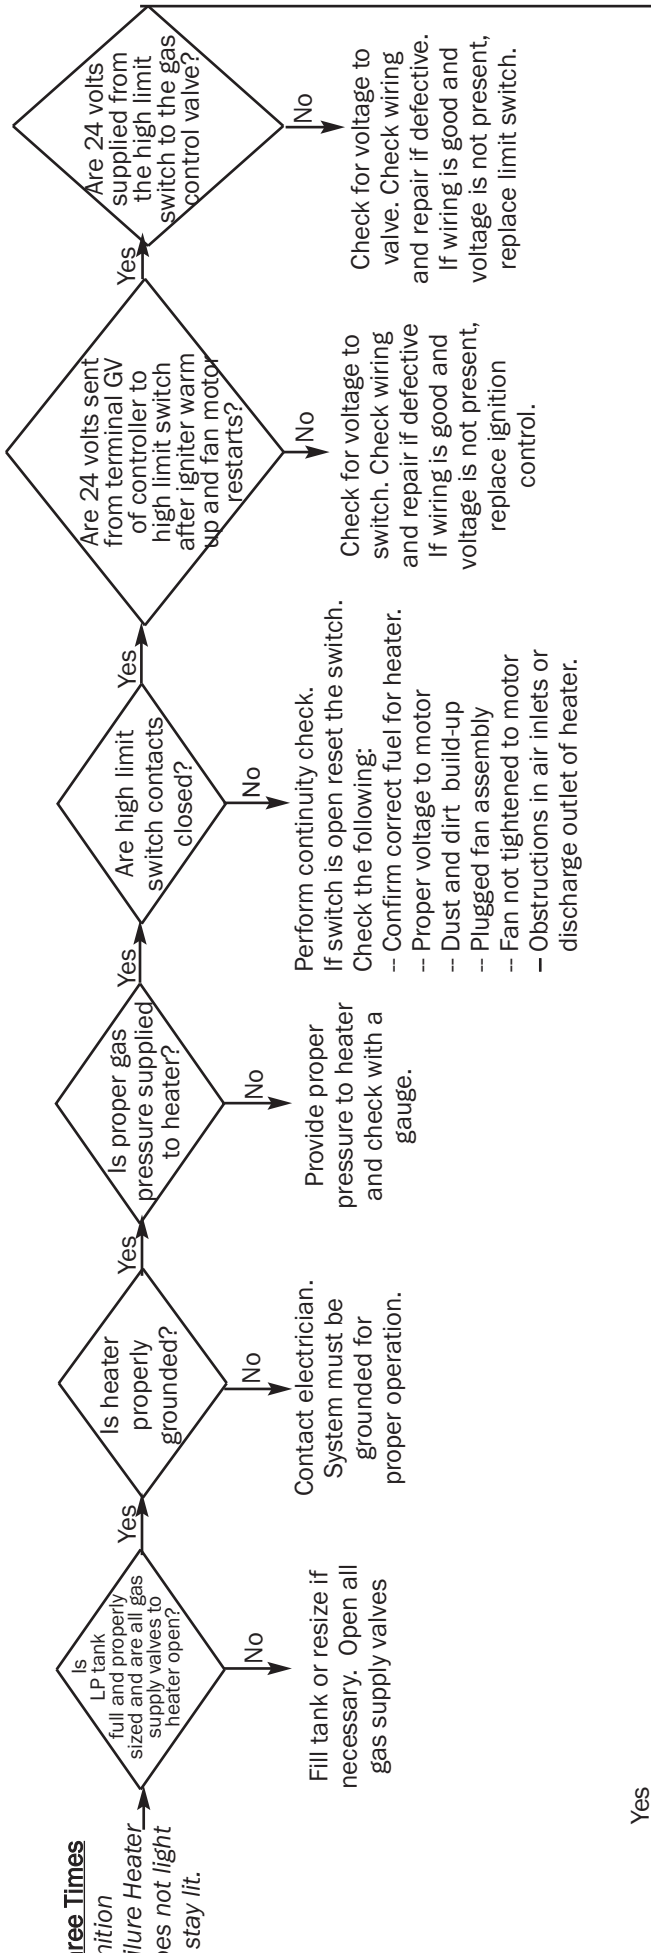 ree Times
nition
ilure Heater
oes not light
stay lit.
Is
LP tank
full and properly
sized and are all gas
supply valves to
heater open?
No
Fill tank or resize if
necessary. Open all
gas supply valves
Yes
Is heater
properly
grounded?
No
Contact electrician.
System must be
grounded for
proper operation.
Yes
Is proper gas
pressure supplied
to heater?
No
Provide proper
pressure to heater
and check with a
gauge.
Yes
Are high limit
switch contacts
closed?
No
Perform continuity check.
If switch is open reset the switch.
Check the following:
-- Confirm correct fuel for heater.
-- Proper voltage to motor
-- Dust and dirt build-up
-- Plugged fan assembly
-- Fan not tightened to motor
– Obstructions in air inlets or
discharge outlet of heater.
Yes
Are 24 volts sent
from terminal GV
of controller to
high limit switch
after igniter warm
up and fan motor
restarts?
No
Check for voltage to
switch. Check wiring
and repair if defective
If wiring is good and
voltage is not present,
replace ignition
control.
Yes
Are 24 volts
supplied from
the high limit
switch to the gas
control valve?
No
Check for voltage to
valve. Check wiring
and repair if defective.
If wiring is good and
voltage is not present,
replace limit switch.
Yes